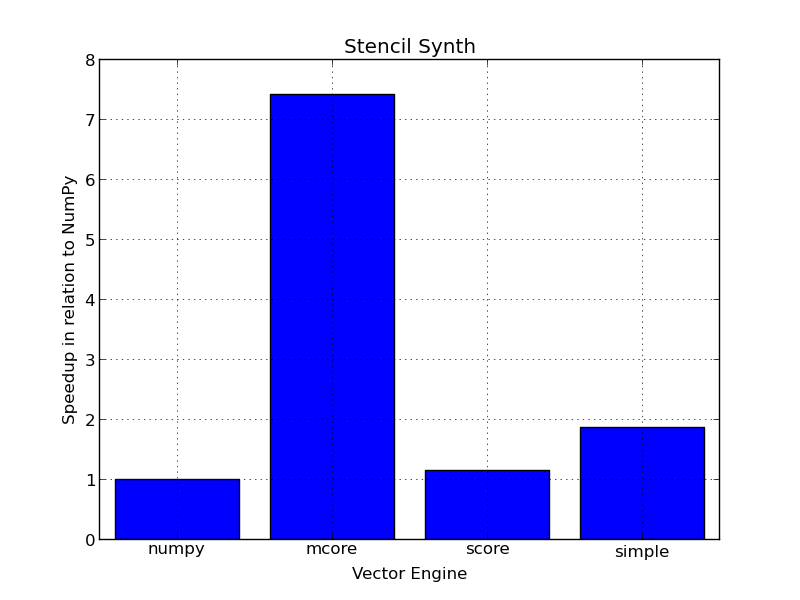 Stencil Synth
8
7
6
5
4
3
2
1
0
Speedup in relation to NumPy
numpy mcore score simple
Vector Engine